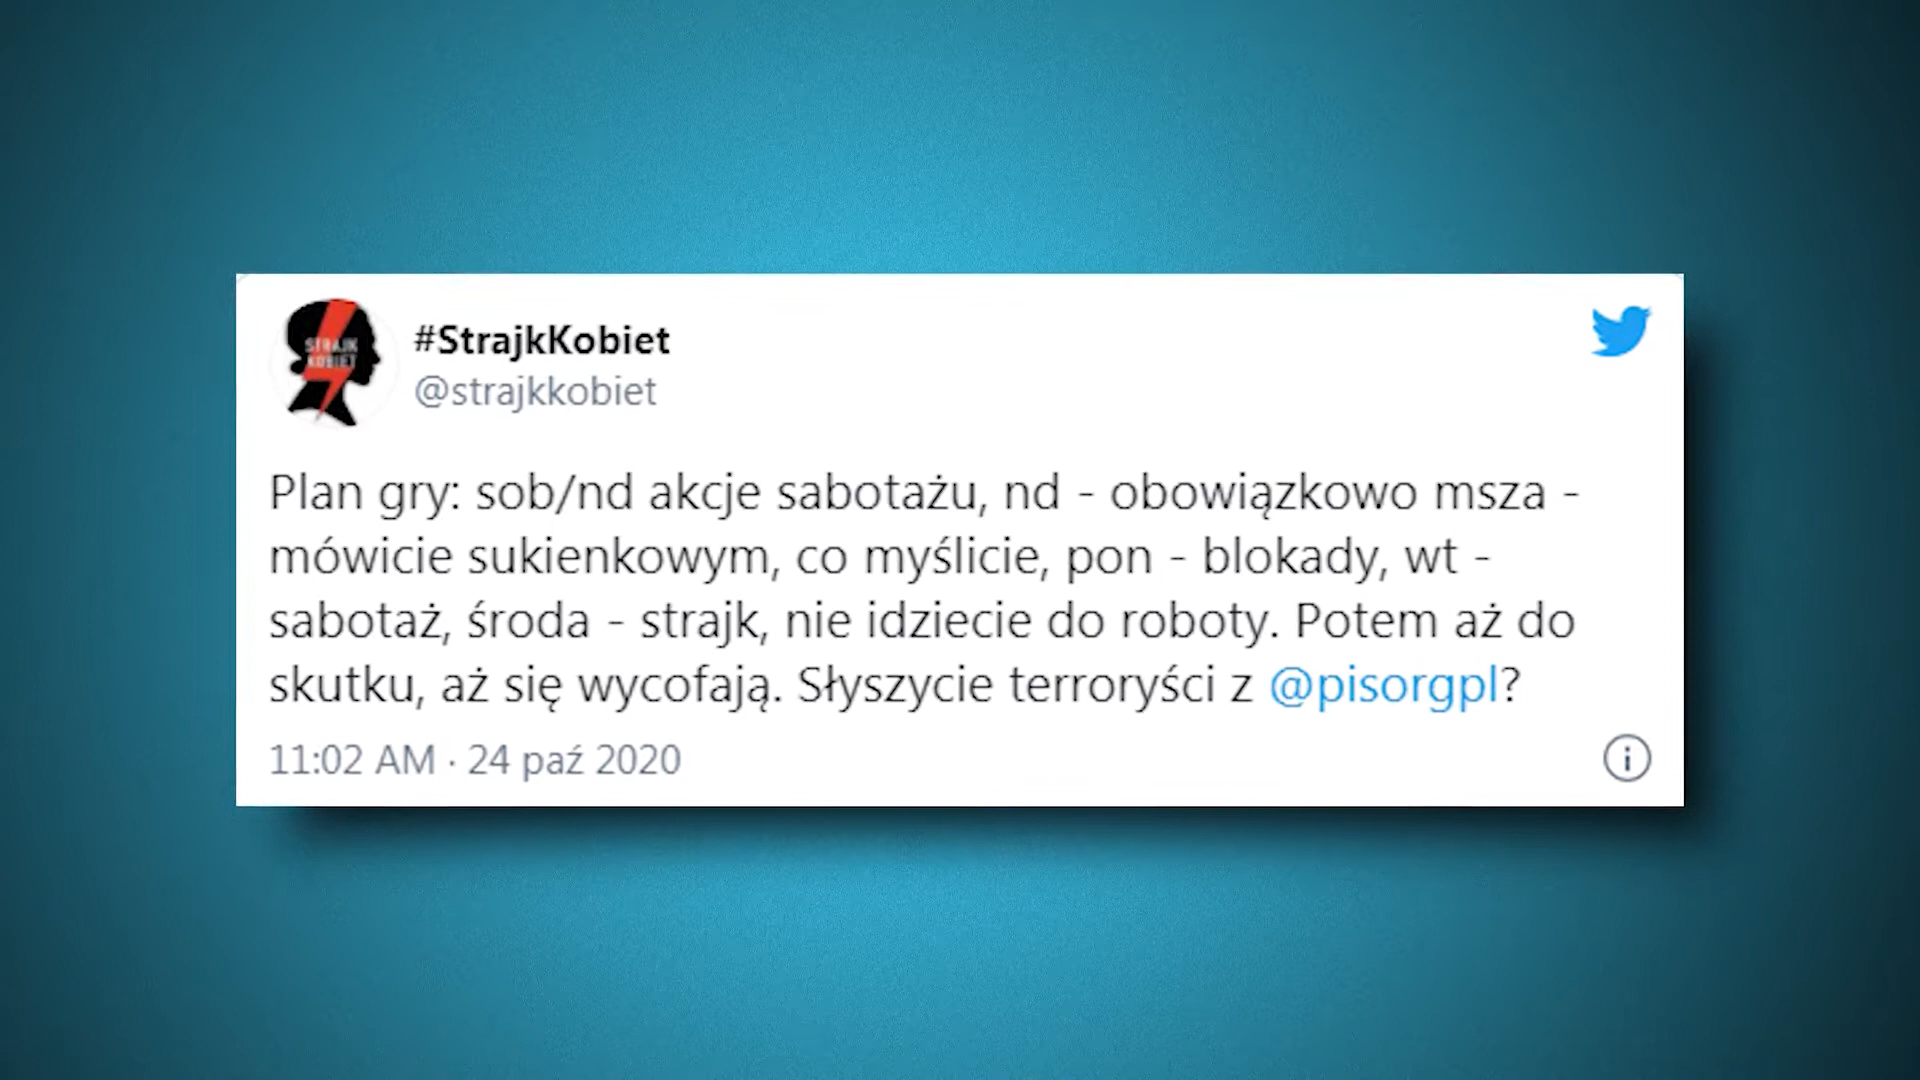 #StrajkKobiet
@strajkkobiet
STRAJK
KOBIET
Plan gry: sob/nd akcje sabotażu, nd - obowiązkowo msza -
mówicie sukienkowym, co myślicie, pon - blokady, wt -
sabotaż, środa - strajk, nie idziecie do roboty. Potem aż do
skutku, aż się wycofają. Słyszycie terroryści z @pisorgpl?
11:02 AM · 24 paź 2020